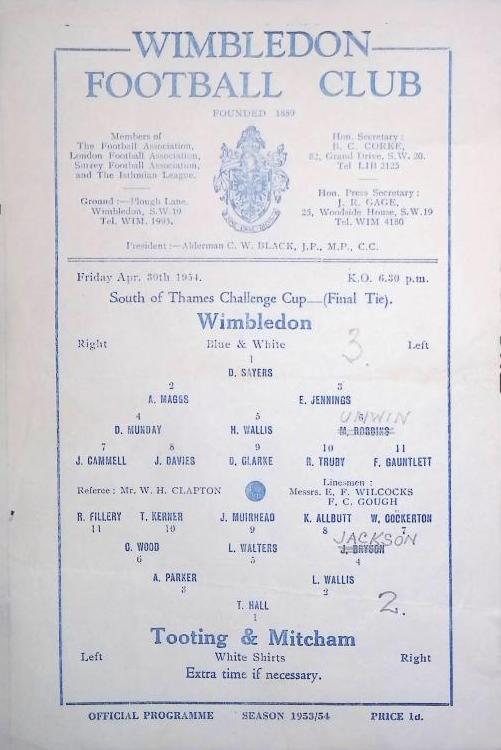 WIMBLEDON
FOOTBALL CLUB
FOUNDED 1889
Members of
The Football Association,
London Football Association,
Surrey Football Association,
and The Isthmian League.
Ground :—Plough Lane,
Wimbledon, S.W.19
Tel. WIM. 1993.
Hon. Secretary :
B. C. CORKE,
82, Grand Drive, S.W. 20.
Tel LIB 2125
Hon. Press Secretary :
J. R. GAGE,
25, Woodside House, S.W.19
Tel. WIM 4180
President :—Alderman C. W. BLACK, J.P., M.P., C.C.
Friday Apr. 30th 1954. K.O. 6.30 p.m.
South of Thames Challenge Cup—(Final Tie).
Wimbledon
Right Blue & White 3. Left
1
D. SAYERS
2 3
A. MAGGS E. JENNINGS
UNWIN
4 5 6
D. MUNDAY H. WALLIS M. ROBBINS
7 8 9 10 11
J. CAMMELL J. DAVIES D. CLARKE R. TRUBY F. GAUNTLETT
Referee : Mr. W. H. CLAPTON
Linesmen :
Messrs. E. F. WILCOCKS
F. C. GOUGH
R. FILLERY T. KERNER J. MUIRHEAD K. ALLBUTT W. COCKERTON
11 10 9 8 7
JACKSON
O. WOOD L. WALTERS J. BRYSON
6 5 4
A. PARKER L. WALLIS
3 2
T. HALL 2.
1
Tooting & Mitcham
Left White Shirts Right
Extra time if necessary.
OFFICIAL PROGRAMME SEASON 1953/54 PRICE 1d.